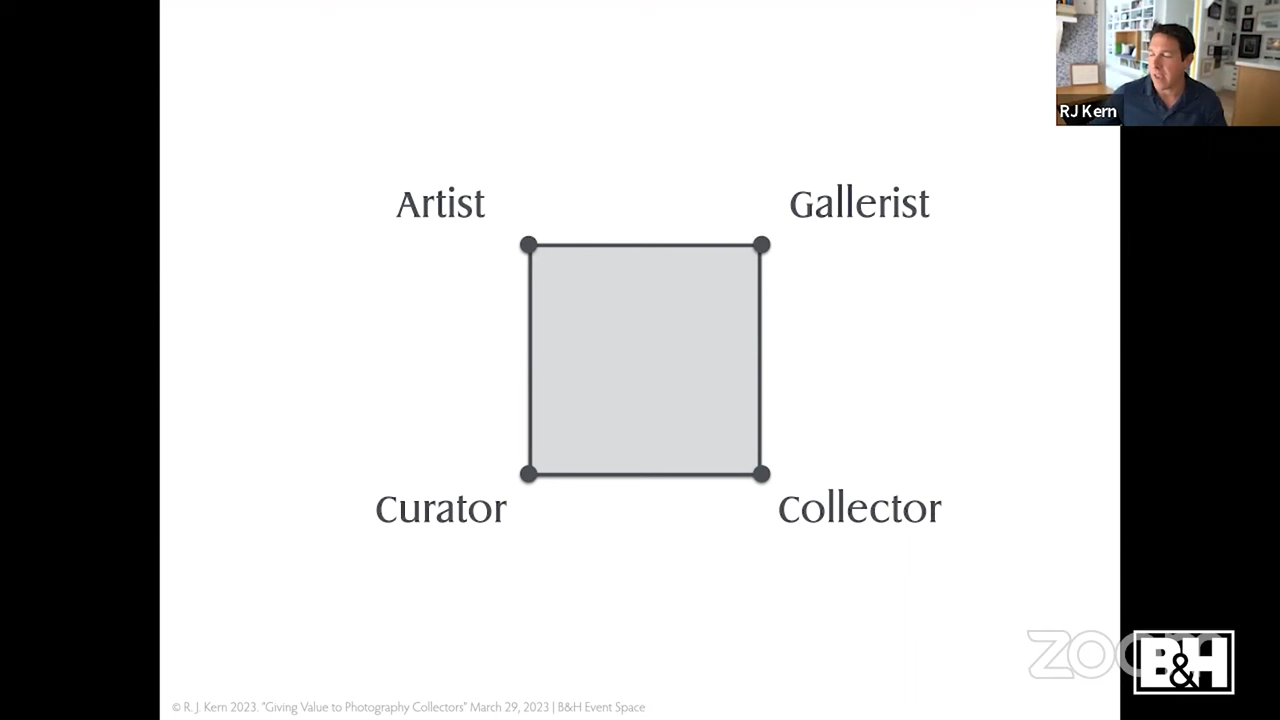 RJ Kern
Artist
Gallerist
Curator
Collector
zoom
B&H
© R. J. Kern 2023. "Giving Value to Photography Collectors" March 29, 2023 | B&H Event Space